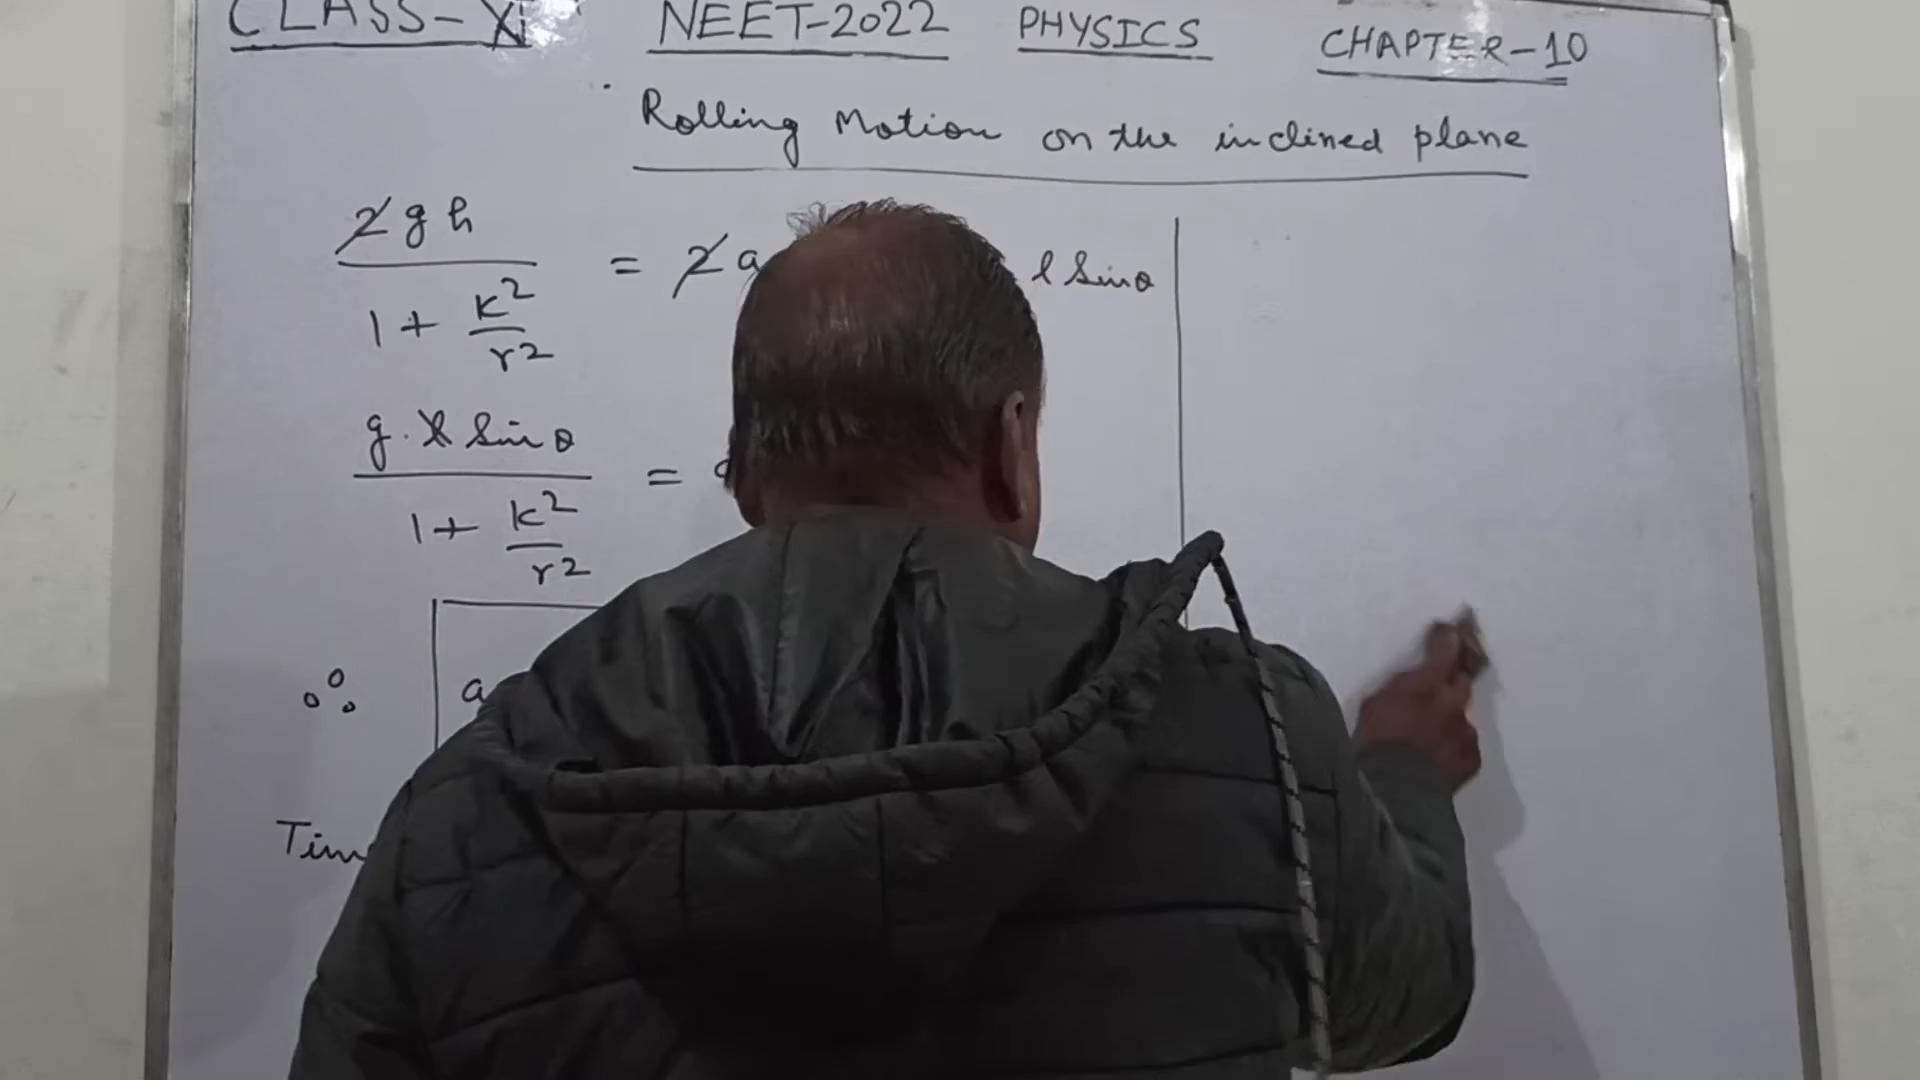 CLASS-XI NEET-2022 PHYSICS CHAPTER-10
Rolling Motion on the inclined plane
2gh / (1 + k²/r²) = 2a l Sinθ
g. l Sinθ / (1 + k²/r²) =
∴ a